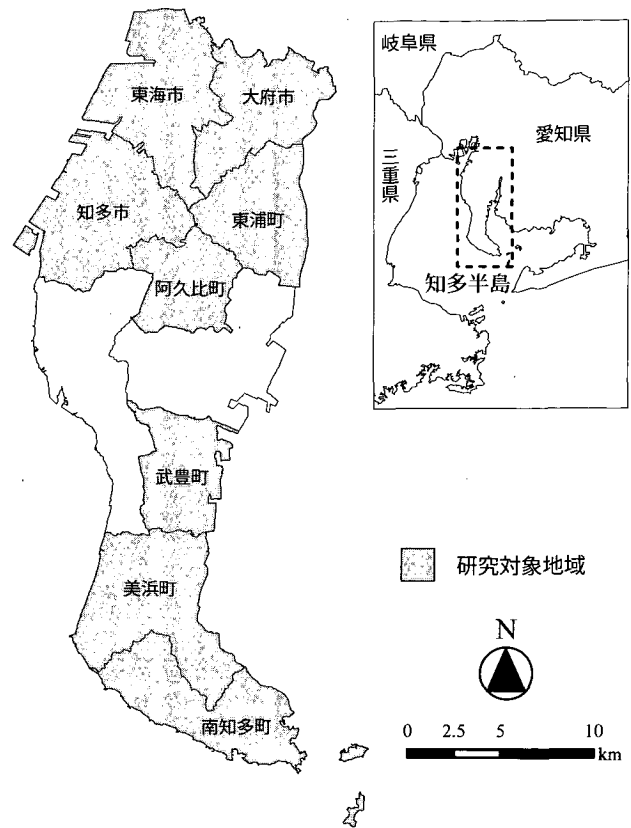 東海市
大府市
知多市
東浦町
阿久比町
武豊町
美浜町
南知多町
岐阜県
愛知県
三重県
知多半島
研究対象地域
N
0 2.5 5 10
km